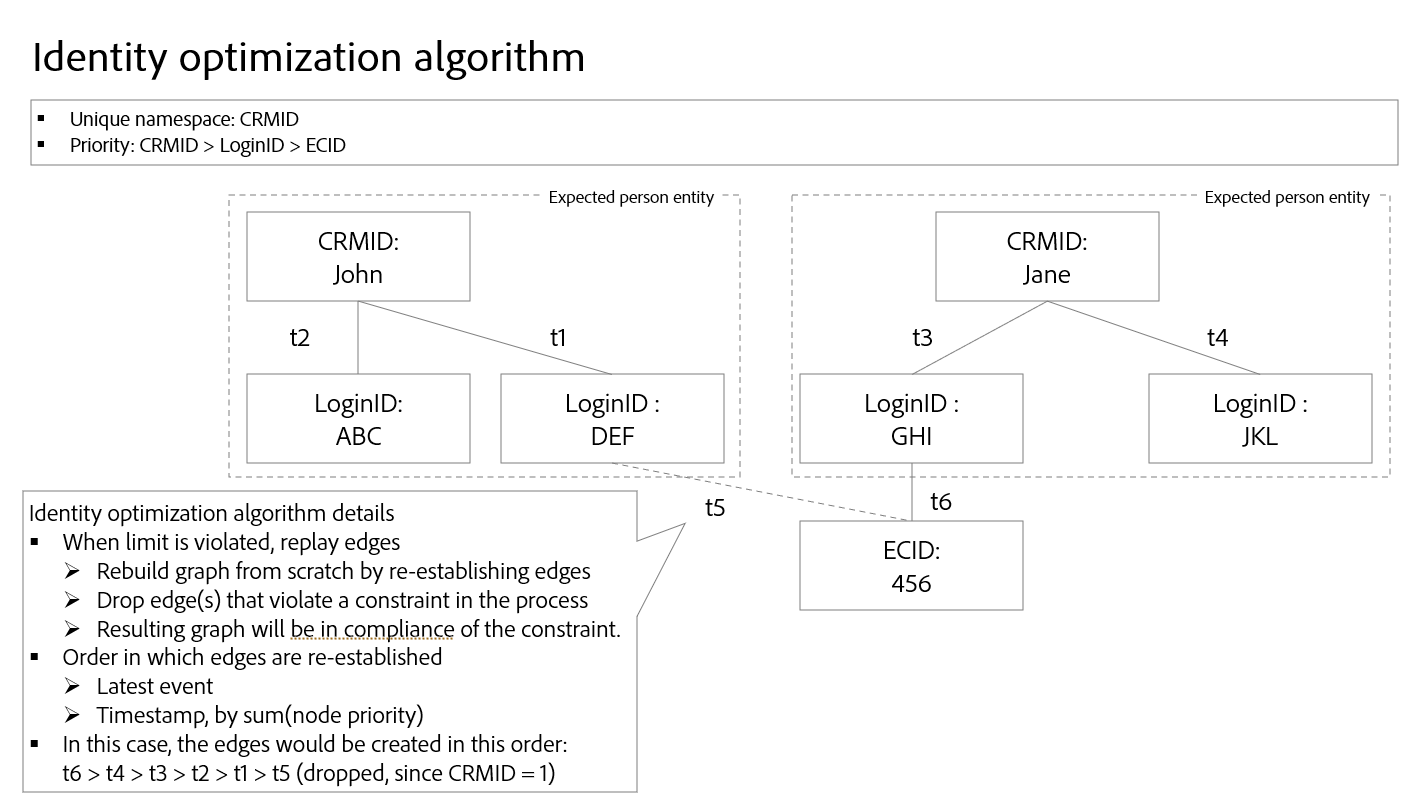 Identity optimization algorithm
▪ Unique namespace: CRMID
▪ Priority: CRMID > LoginID > ECID
Expected person entity
Expected person entity
CRMID:
John
CRMID:
Jane
t2
t1
t3
t4
LoginID:
ABC
LoginID :
DEF
LoginID :
GHI
LoginID :
JKL
t5
t6
ECID:
456
Identity optimization algorithm details
▪ When limit is violated, replay edges
➢ Rebuild graph from scratch by re-establishing edges
➢ Drop edge(s) that violate a constraint in the process
➢ Resulting graph will be in compliance of the constraint.
▪ Order in which edges are re-established
➢ Latest event
➢ Timestamp, by sum(node priority)
▪ In this case, the edges would be created in this order:
t6 > t4 > t3 > t2 > t1 > t5 (dropped, since CRMID = 1)